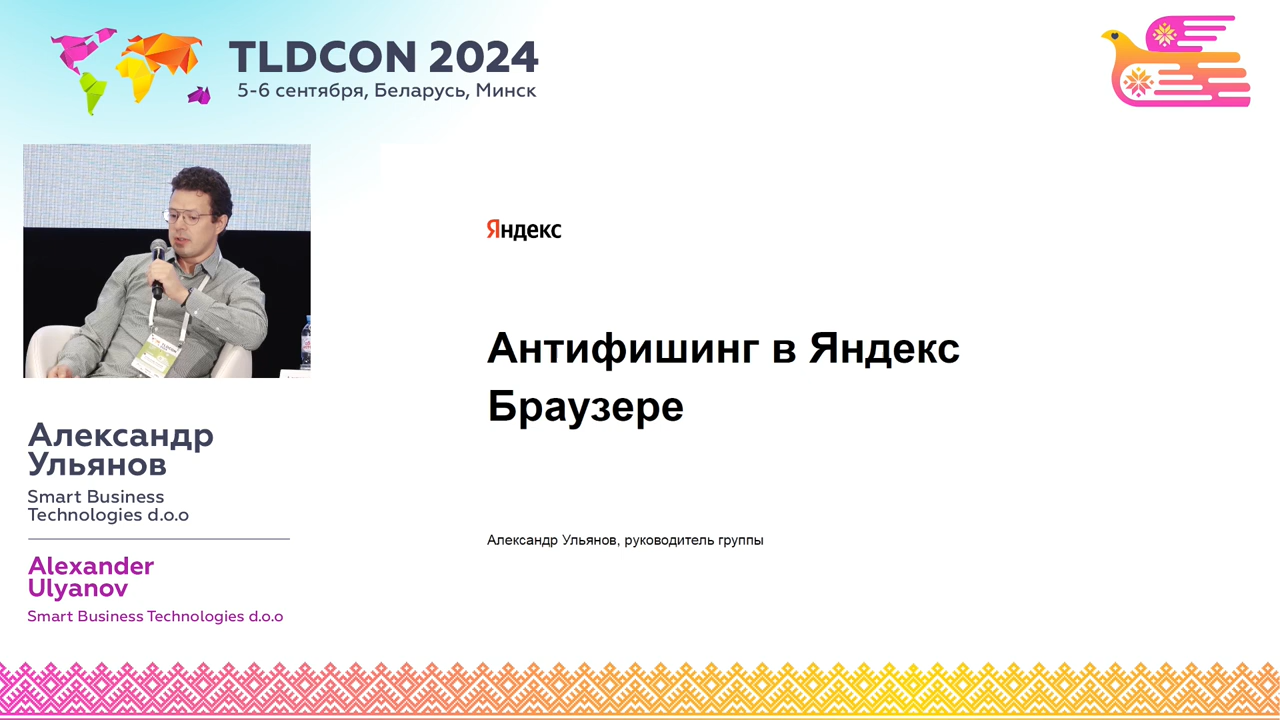 TLDCON 2024
5-6 сентября, Беларусь, Минск
Яндекс
Антифишинг в Яндекс
Браузере
Александр Ульянов, руководитель группы
Александр
Ульянов
Smart Business
Technologies d.o.o
Alexander
Ulyanov
Smart Business Technologies d.o.o